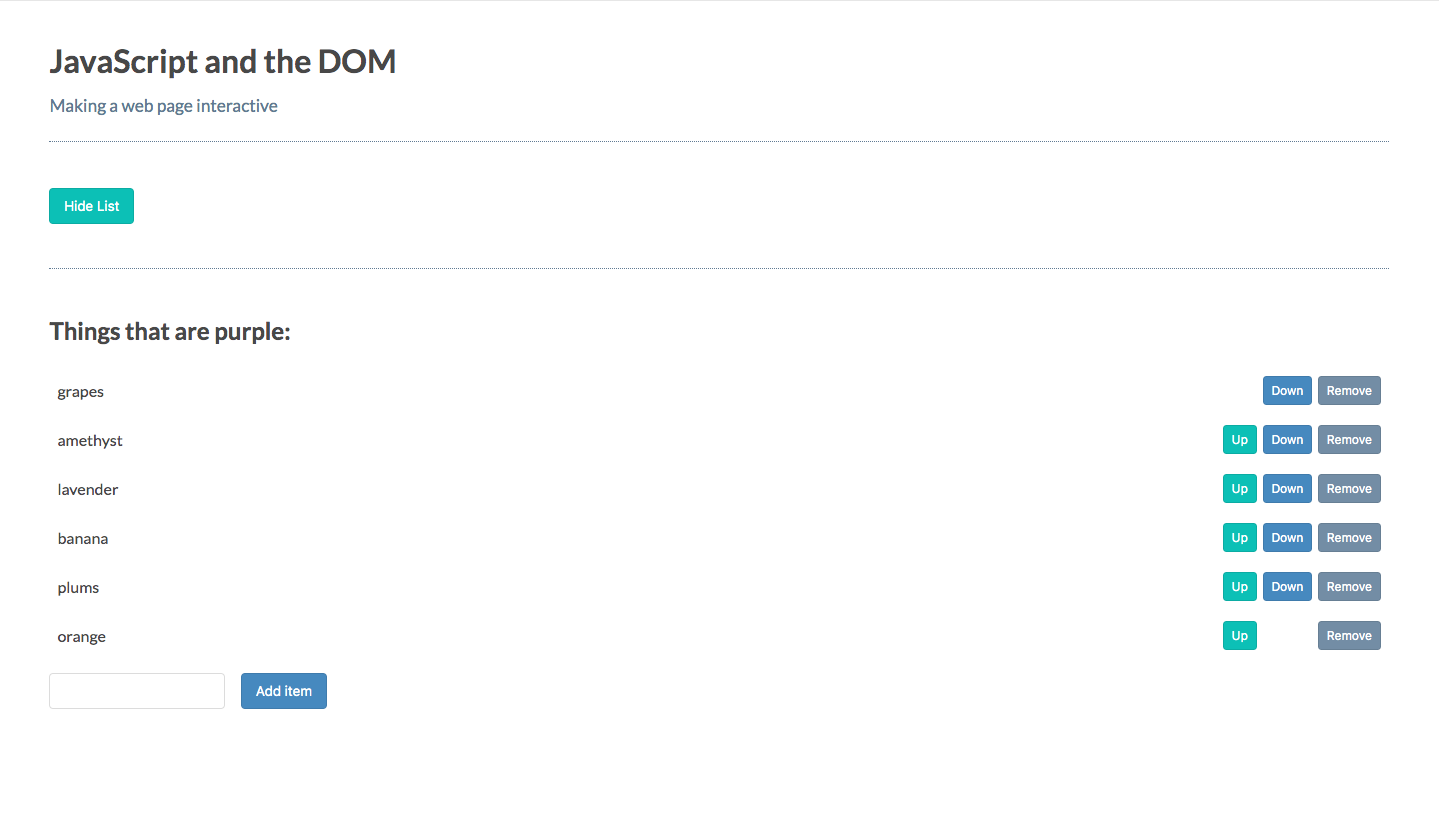 JavaScript and the DOM
Making a web page interactive
Hide List
Things that are purple:
grapes Down Remove
amethyst Up Down Remove
lavender Up Down Remove
banana Up Down Remove
plums Up Down Remove
orange Up Remove
Add item